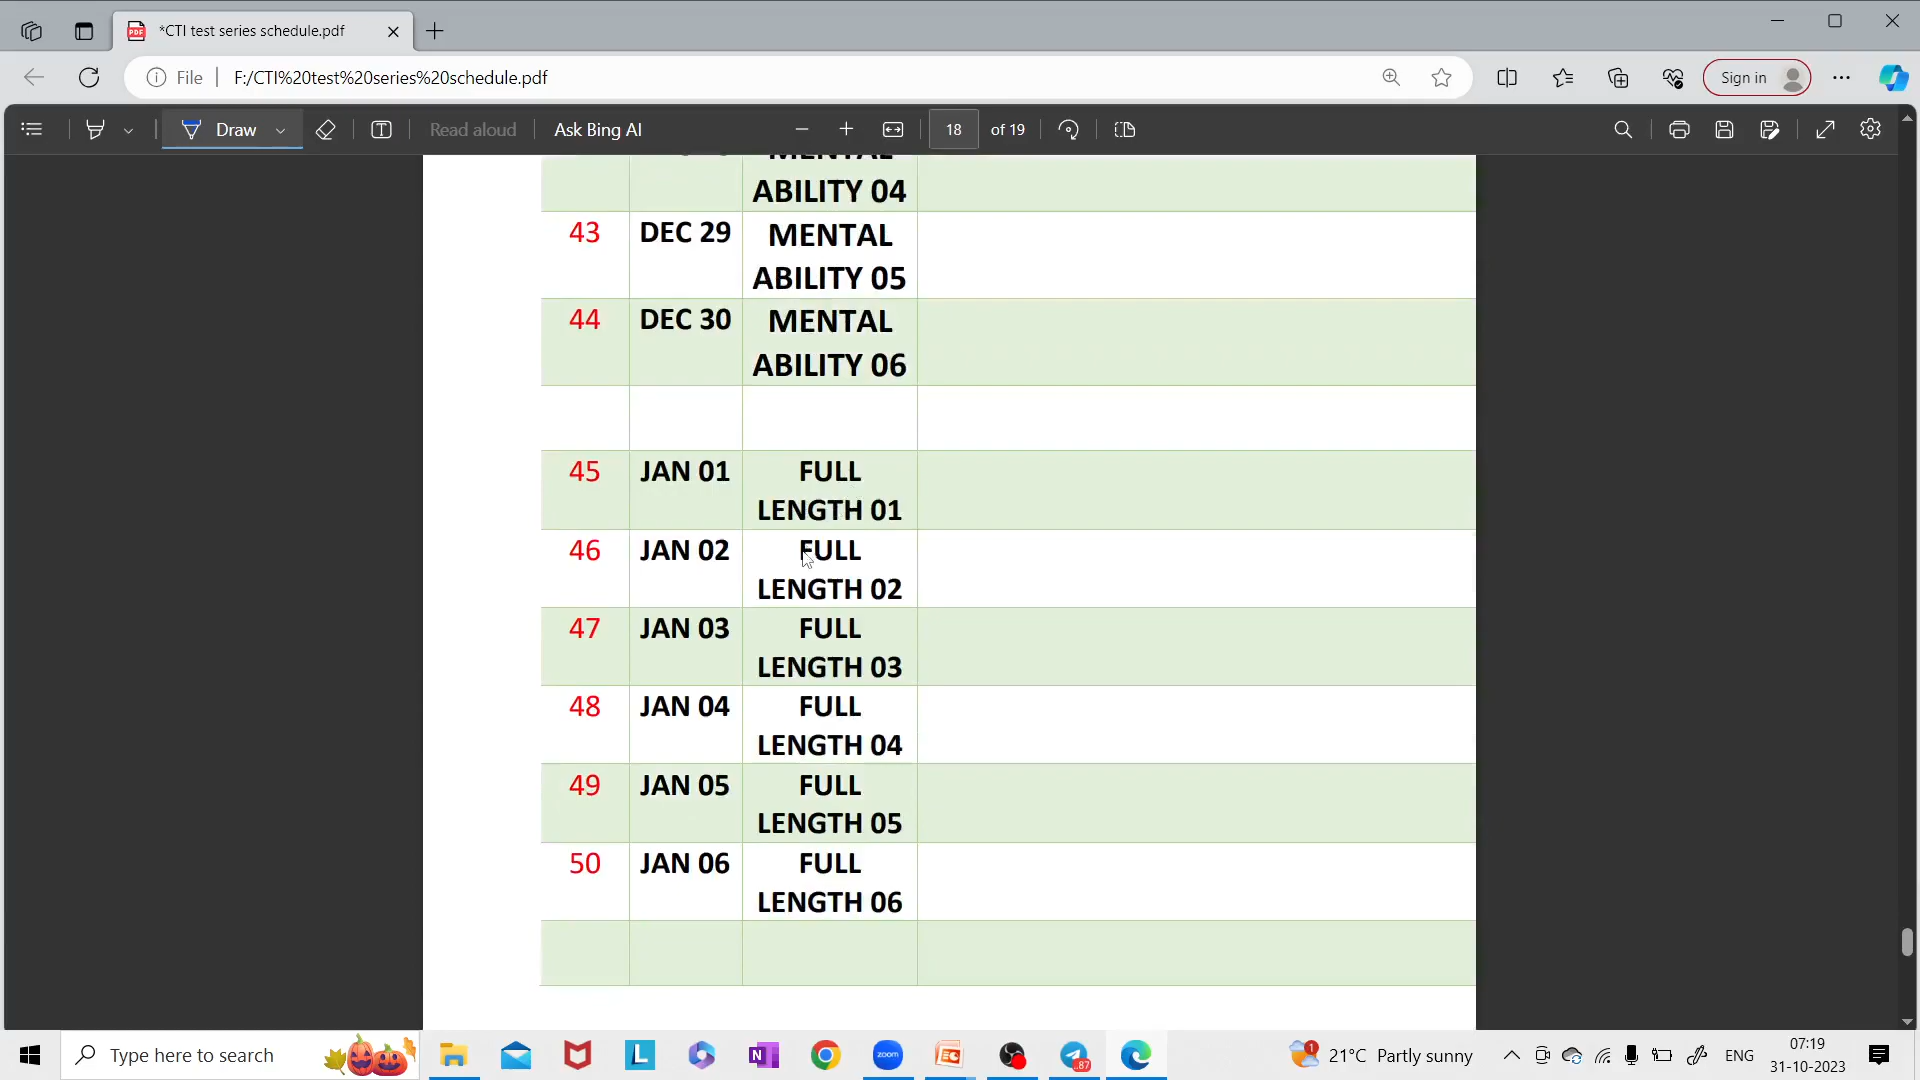 *CTI test series schedule.pdf
File
F:/CTI%20test%20series%20schedule.pdf
Sign in
Draw
Read aloud
Ask Bing AI
18
of 19
MENTAL
ABILITY 04
43 DEC 29 MENTAL
ABILITY 05
44 DEC 30 MENTAL
ABILITY 06
45 JAN 01 FULL
LENGTH 01
46 JAN 02 FULL
LENGTH 02
47 JAN 03 FULL
LENGTH 03
48 JAN 04 FULL
LENGTH 04
49 JAN 05 FULL
LENGTH 05
50 JAN 06 FULL
LENGTH 06
Type here to search
zoom
87
1
21°C Partly sunny
ENG
07:19
31-10-2023